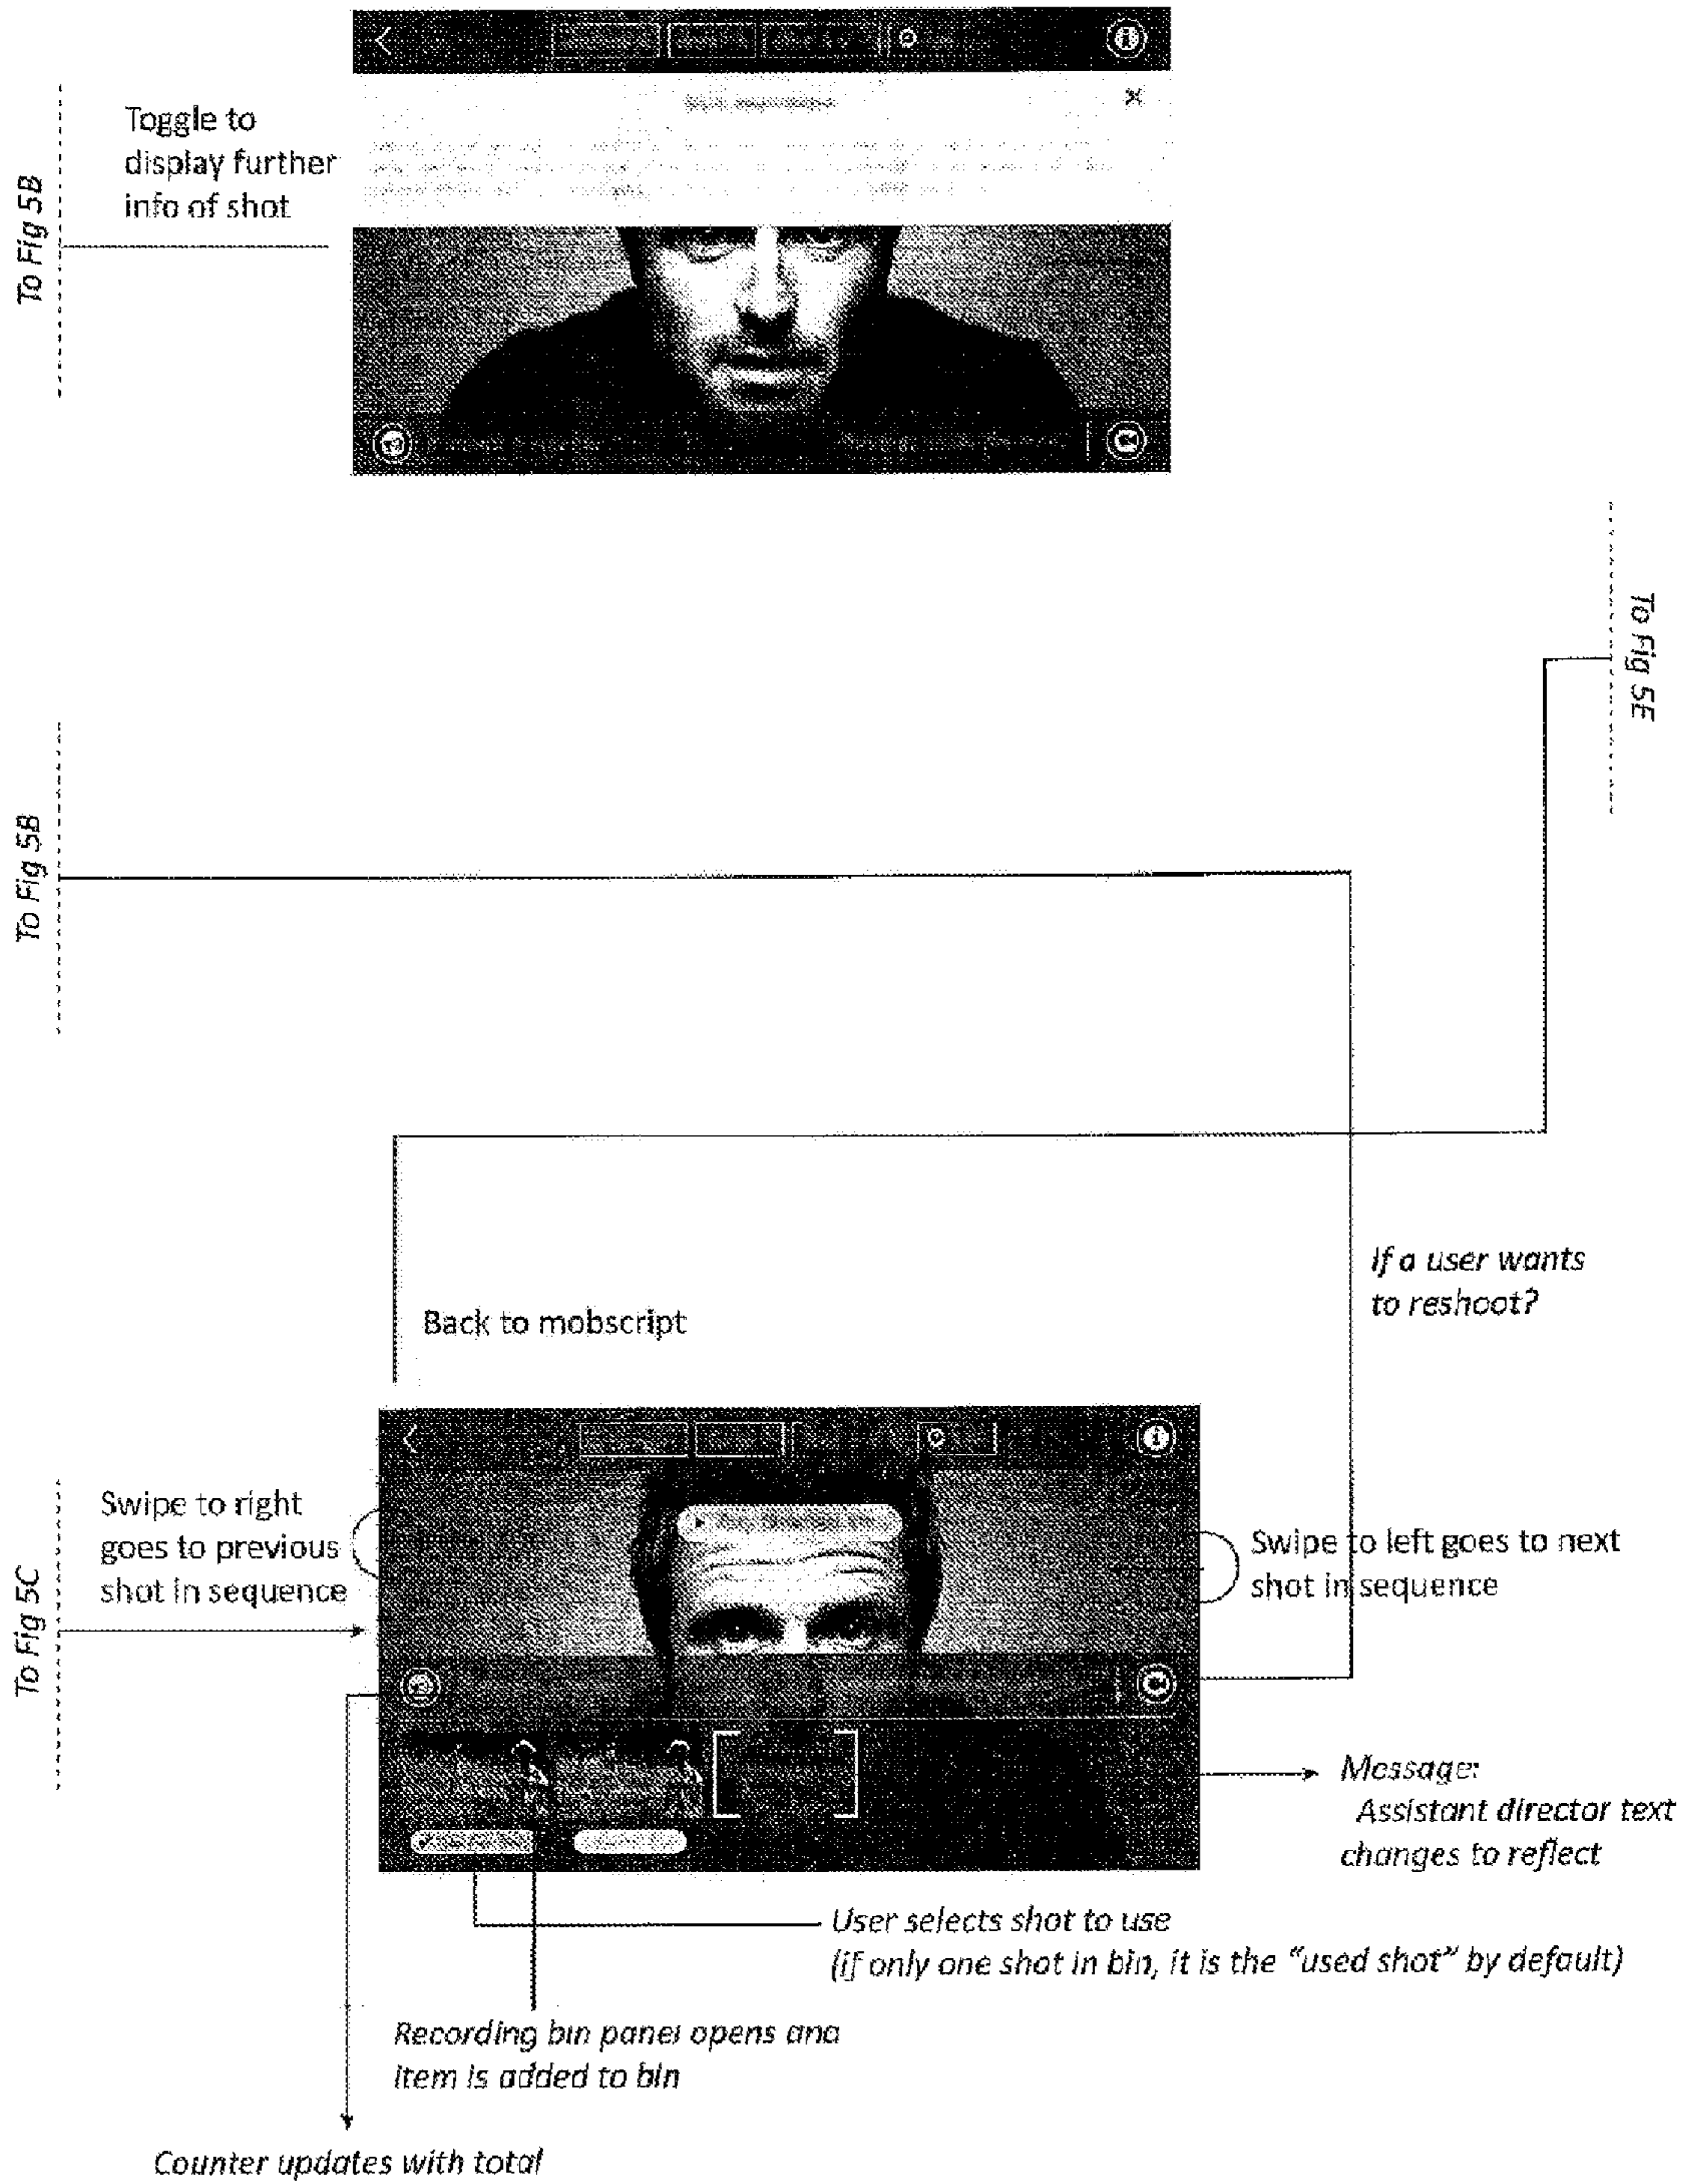 To Fig 5B
Toggle to
display further
info of shot
To Fig 5E
To Fig 5B
If a user wants
to reshoot?
Back to mobscript
To Fig 5C
Swipe to right
goes to previous
shot in sequence
Swipe to left goes to next
shot in sequence
Message:
Assistant director text
changes to reflect
User selects shot to use
(if only one shot in bin, it is the “used shot” by default)
Recording bin panel opens and
item is added to bin
Counter updates with total